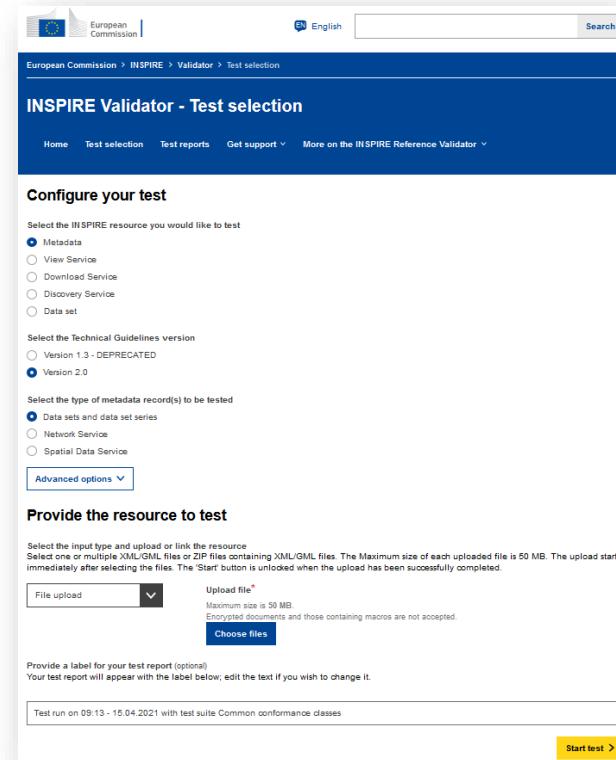 European
Commission
EN English
Search
European Commission > INSPIRE > Validator > Test selection
INSPIRE Validator - Test selection
Home Test selection Test reports Get support More on the INSPIRE Reference Validator
Configure your test
Select the INSPIRE resource you would like to test
Metadata
View Service
Download Service
Discovery Service
Data set
Select the Technical Guidelines version
Version 1.3 - DEPRECATED
Version 2.0
Select the type of metadata record(s) to be tested
Data sets and data set series
Network Service
Spatial Data Service
Advanced options
Provide the resource to test
Select the input type and upload or link the resource
Select one or multiple XML/GML files or ZIP files containing XML/GML files. The Maximum size of each uploaded file is 50 MB. The upload start
immediately after selecting the files. The 'Start' button is unlocked when the upload has been successfully completed.
File upload
Upload file*
Maximum size is 50 MB.
Encrypted documents and those containing macros are not accepted.
Choose files
Provide a label for your test report (optional)
Your test report will appear with the label below; edit the text if you wish to change it.
Test run on 09:13 - 15.04.2021 with test suite Common conformance classes
Start test >